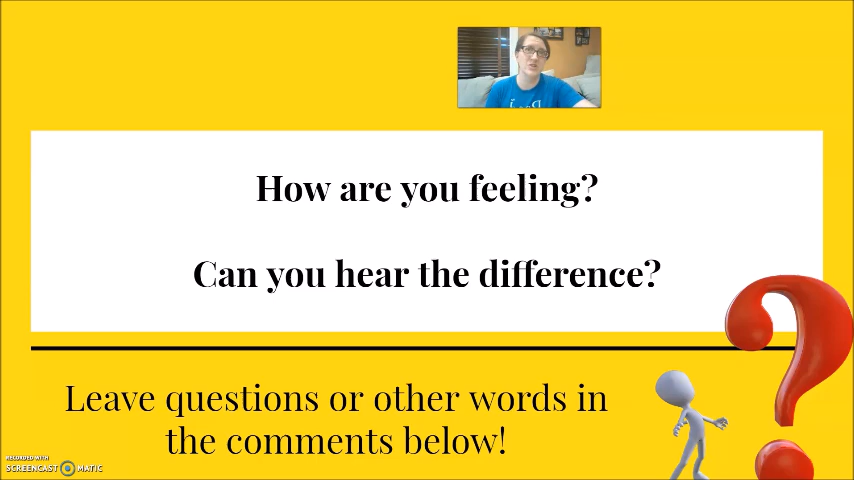 How are you feeling?
Can you hear the difference?
Leave questions or other words in
the comments below!
RECORDED WITH
SCREENCAST MATIC